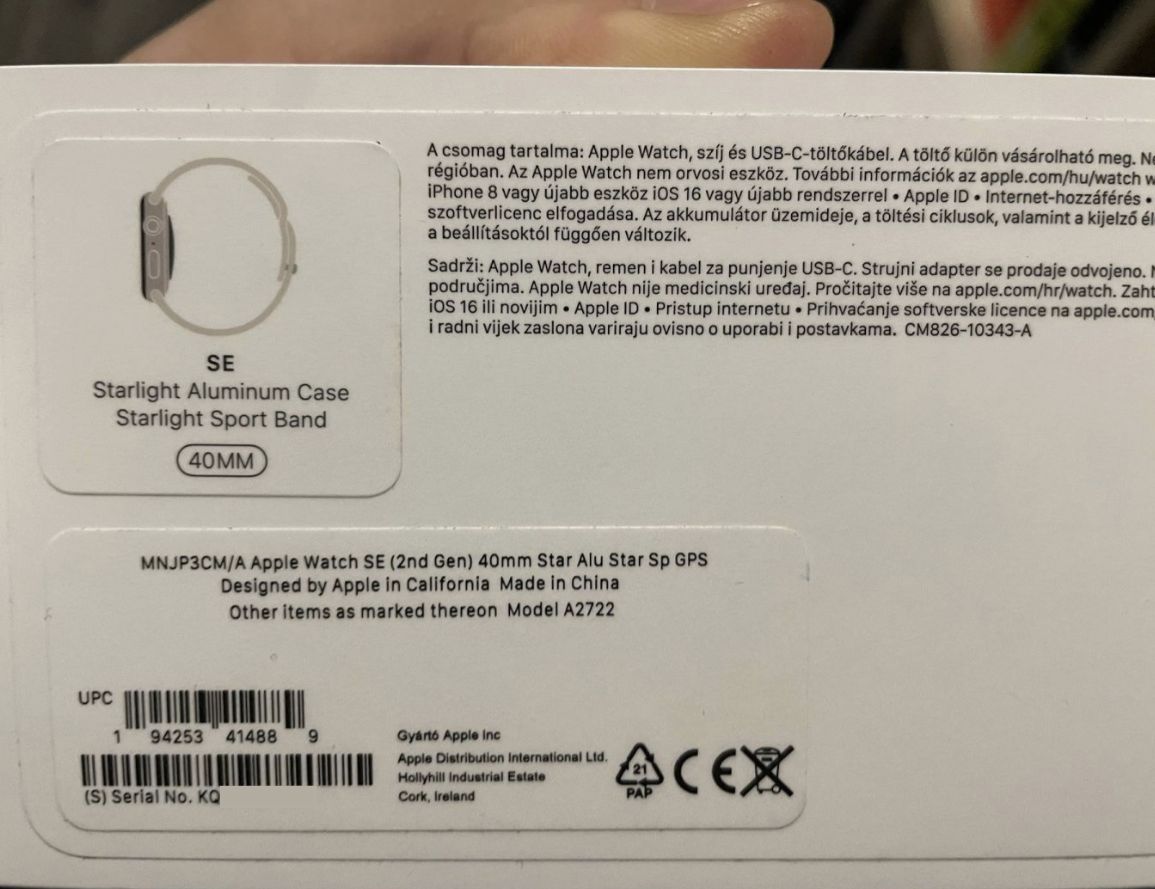 A csomag tartalma: Apple Watch, szíj és USB-C-töltőkábel. A töltő külön vásárolható meg.
régióban. Az Apple Watch nem orvosi eszköz. További információk az apple.com/hu/watch
iPhone 8 vagy újabb eszköz iOS 16 vagy újabb rendszerrel • Apple ID • Internet-hozzáférés •
szoftverlicenc elfogadása. Az akkumulátor üzemideje, a töltési ciklusok, valamint a kijelző
a beállításoktól függően változik.
Sadrži: Apple Watch, remen i kabel za punjenje USB-C. Strujni adapter se prodaje odvojeno.
područjima. Apple Watch nije medicinski uređaj. Pročitajte više na apple.com/hr/watch.
iOS 16 ili novijim • Apple ID • Pristup internetu • Prihvaćanje softverske licence na apple.com
i radni vijek zaslona variraju ovisno o uporabi i postavkama. CM826-10343-A
SE
Starlight Aluminum Case
Starlight Sport Band
40MM
MNJP3CM/A Apple Watch SE (2nd Gen) 40mm Star Alu Star Sp GPS
Designed by Apple in California Made in China
Other items as marked thereon Model A2722
UPC
1 94253 41488 9
(S) Serial No. KQ
Gyártó Apple Inc
Apple Distribution International Ltd.
Hollyhill Industrial Estate
Cork, Ireland
21
PAP
CE